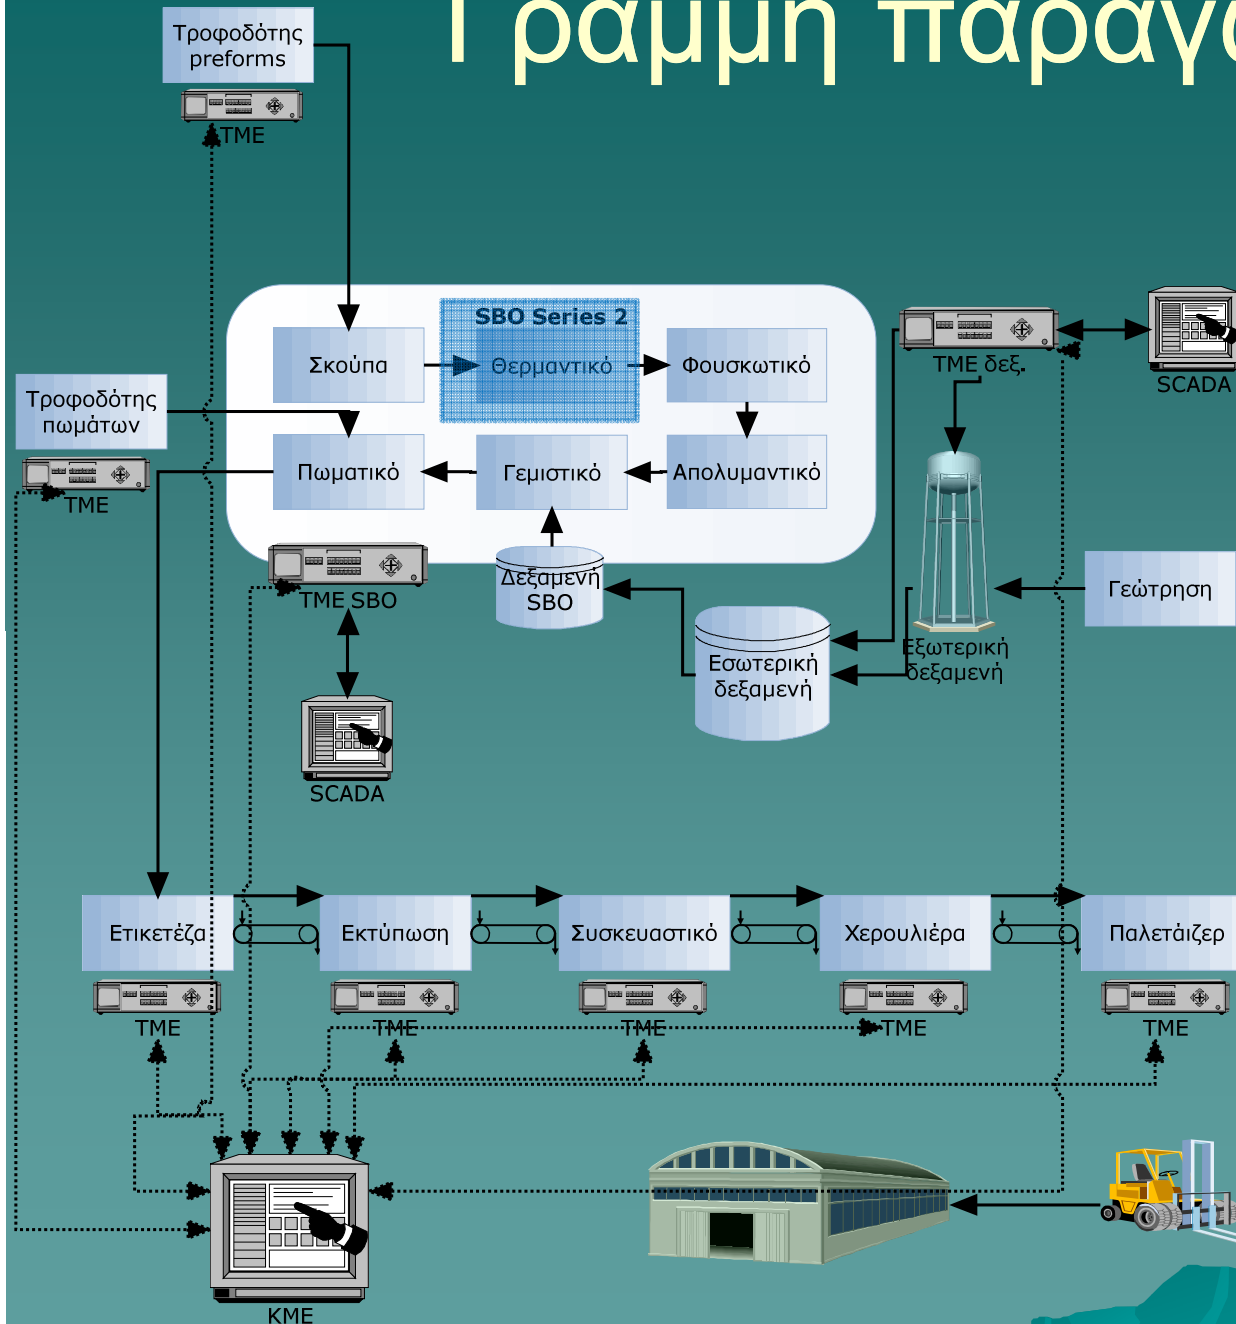 Γραμμή παραγω
Τροφοδότης
preforms
TME
SBO Series 2
Σκούπα
Θερμαντικό
Φουσκωτικό
TME δεξ.
SCADA
Τροφοδότης
πωμάτων
TME
Πωματικό
Γεμιστικό
Απολυμαντικό
TME SBO
Δεξαμενή
SBO
Γεώτρηση
Εξωτερική
δεξαμενή
Εσωτερική
δεξαμενή
SCADA
Ετικετέζα
Εκτύπωση
Συσκευαστικό
Χερουλιέρα
Παλετάιζερ
TME
TME
TME
TME
TME
KME